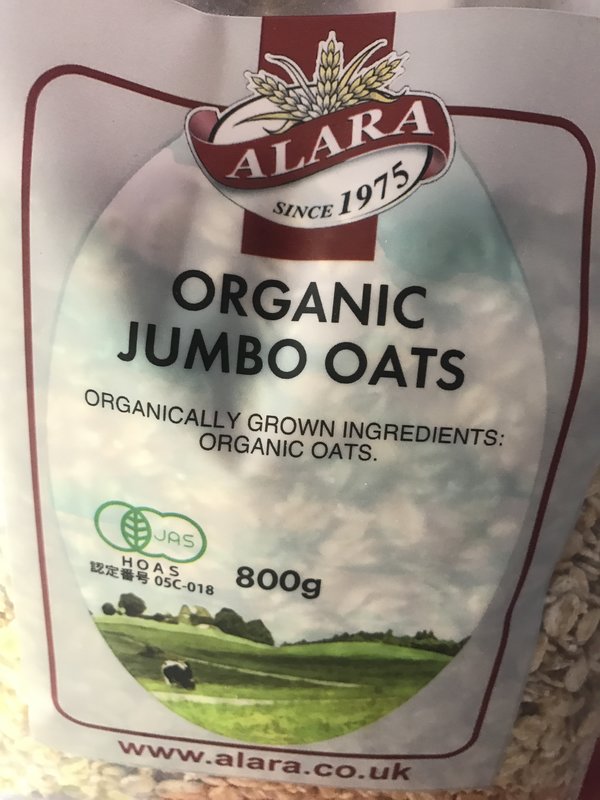 ALARA
SINCE 1975
ORGANIC
JUMBO OATS
ORGANICALLY GROWN INGREDIENTS:
ORGANIC OATS.
JAS
HOAS
認定番号 05C-018
800g
www.alara.co.uk